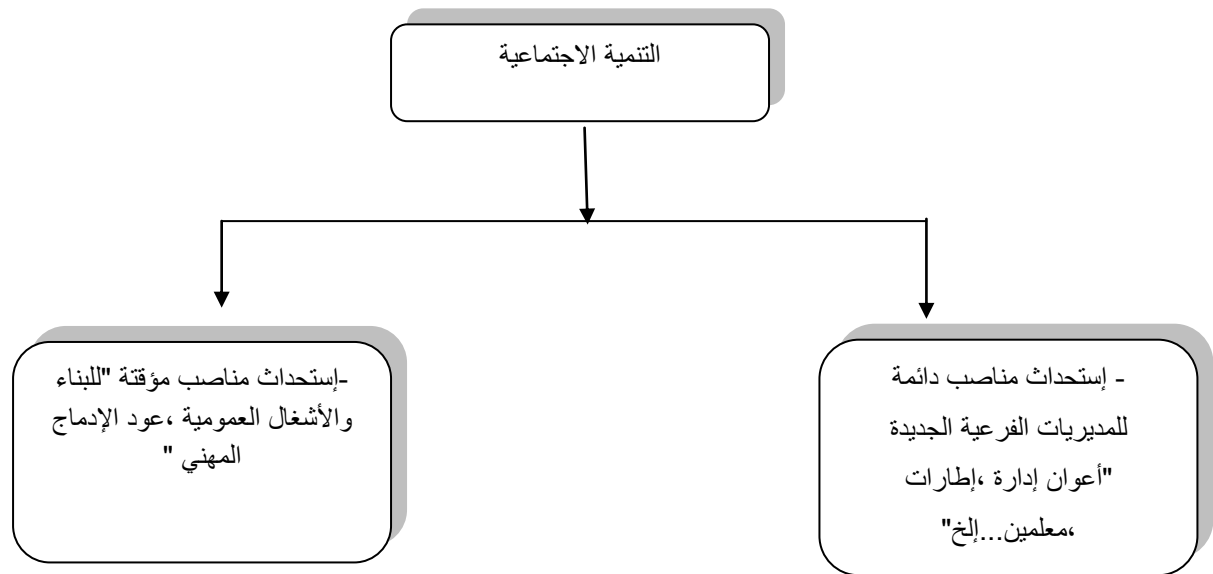 التنمية الاجتماعية
- إستحداث مناصب دائمة
للمديريات الفرعية الجديدة
"أعوان إدارة ،إطارات
،معلمين...إلخ"
-إستحداث مناصب مؤقتة "للبناء
والأشغال العمومية ،عود الإدماج
المهني "